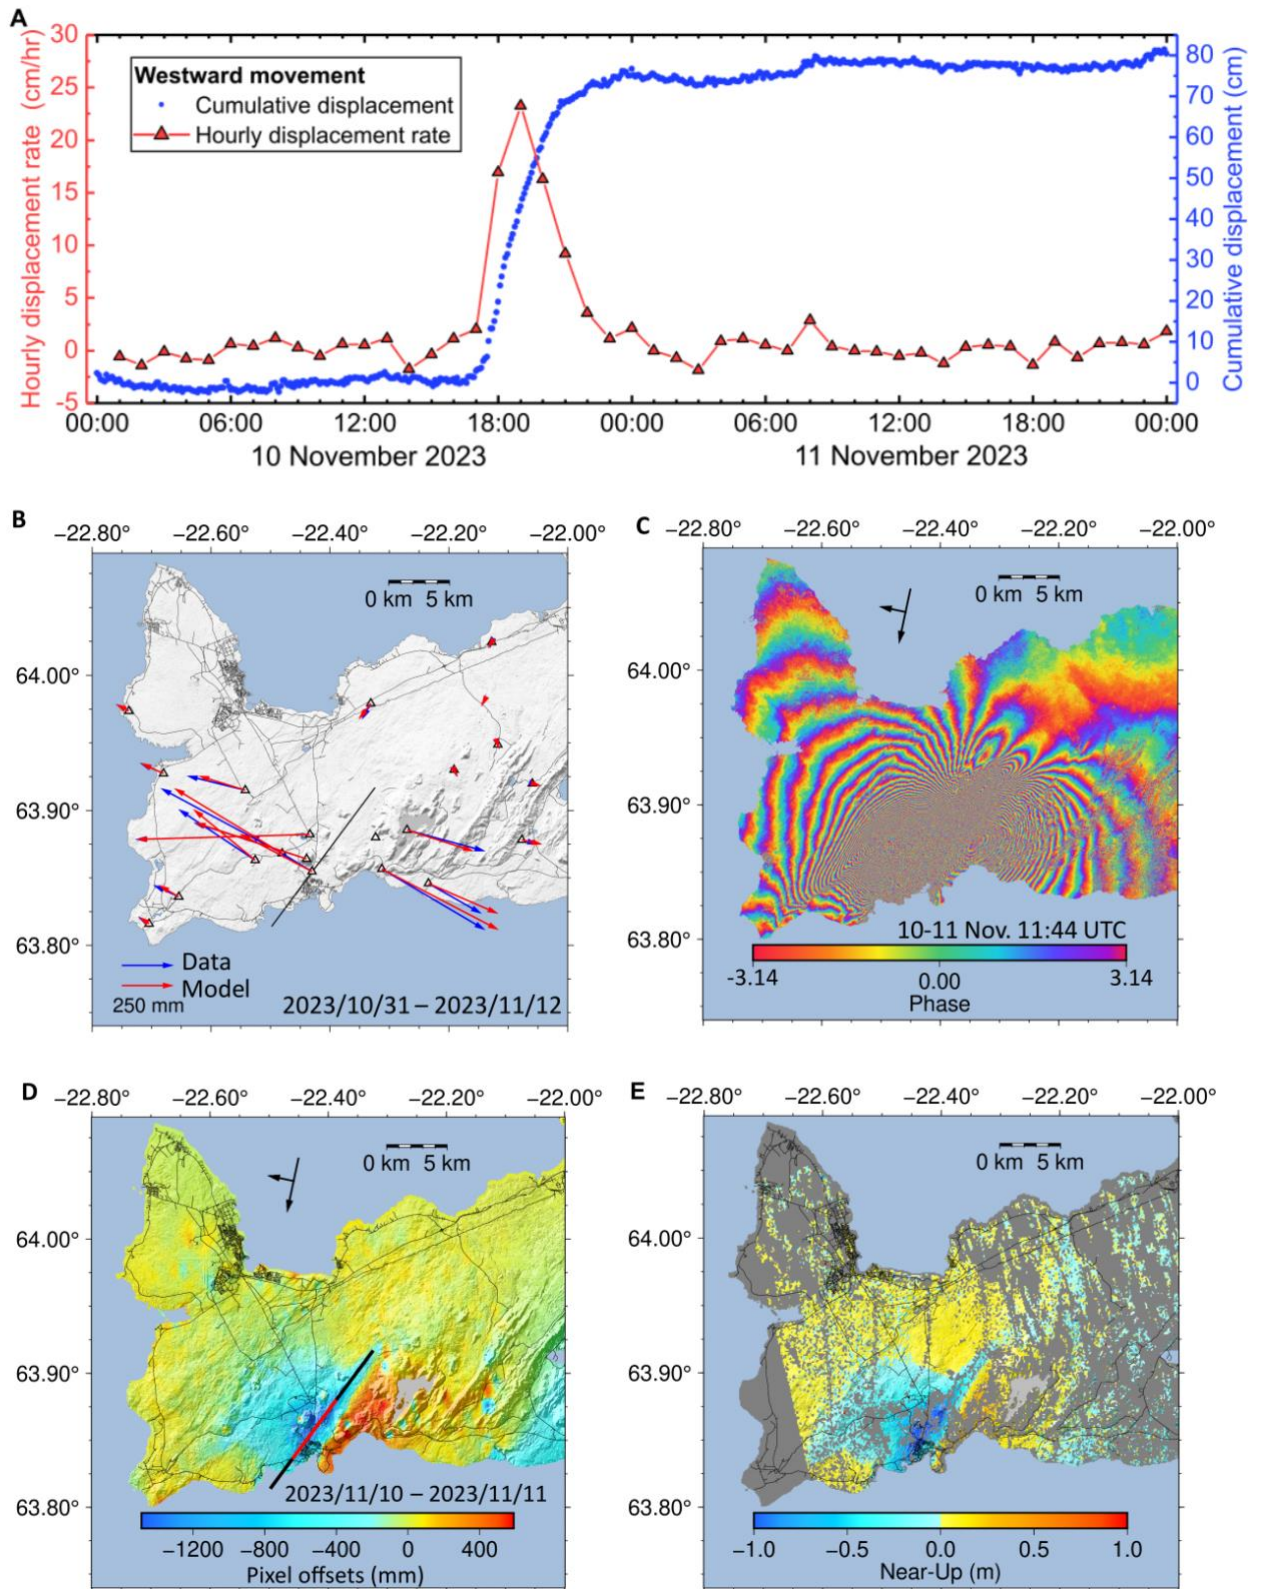 A
30
25
20
15
10
5
0
-5
Hourly displacement rate (cm/hr)
Westward movement
Cumulative displacement
Hourly displacement rate
80
70
60
50
40
30
20
10
0
Cumulative displacement (cm)
00:00 06:00 12:00 18:00 00:00 06:00 12:00 18:00 00:00
10 November 2023 11 November 2023
B
−22.80° −22.60° −22.40° −22.20° −22.00°
0 km 5 km
64.00°
63.90°
63.80°
Data
Model
250 mm
2023/10/31 – 2023/11/12
C
−22.80° −22.60° −22.40° −22.20° −22.00°
0 km 5 km
64.00°
63.90°
63.80°
10-11 Nov. 11:44 UTC
-3.14 0.00 3.14
Phase
D
−22.80° −22.60° −22.40° −22.20° −22.00°
0 km 5 km
64.00°
63.90°
63.80°
2023/11/10 – 2023/11/11
−1200 −800 −400 0 400
Pixel offsets (mm)
E
−22.80° −22.60° −22.40° −22.20° −22.00°
0 km 5 km
64.00°
63.90°
63.80°
−1.0 −0.5 0.0 0.5 1.0
Near-Up (m)